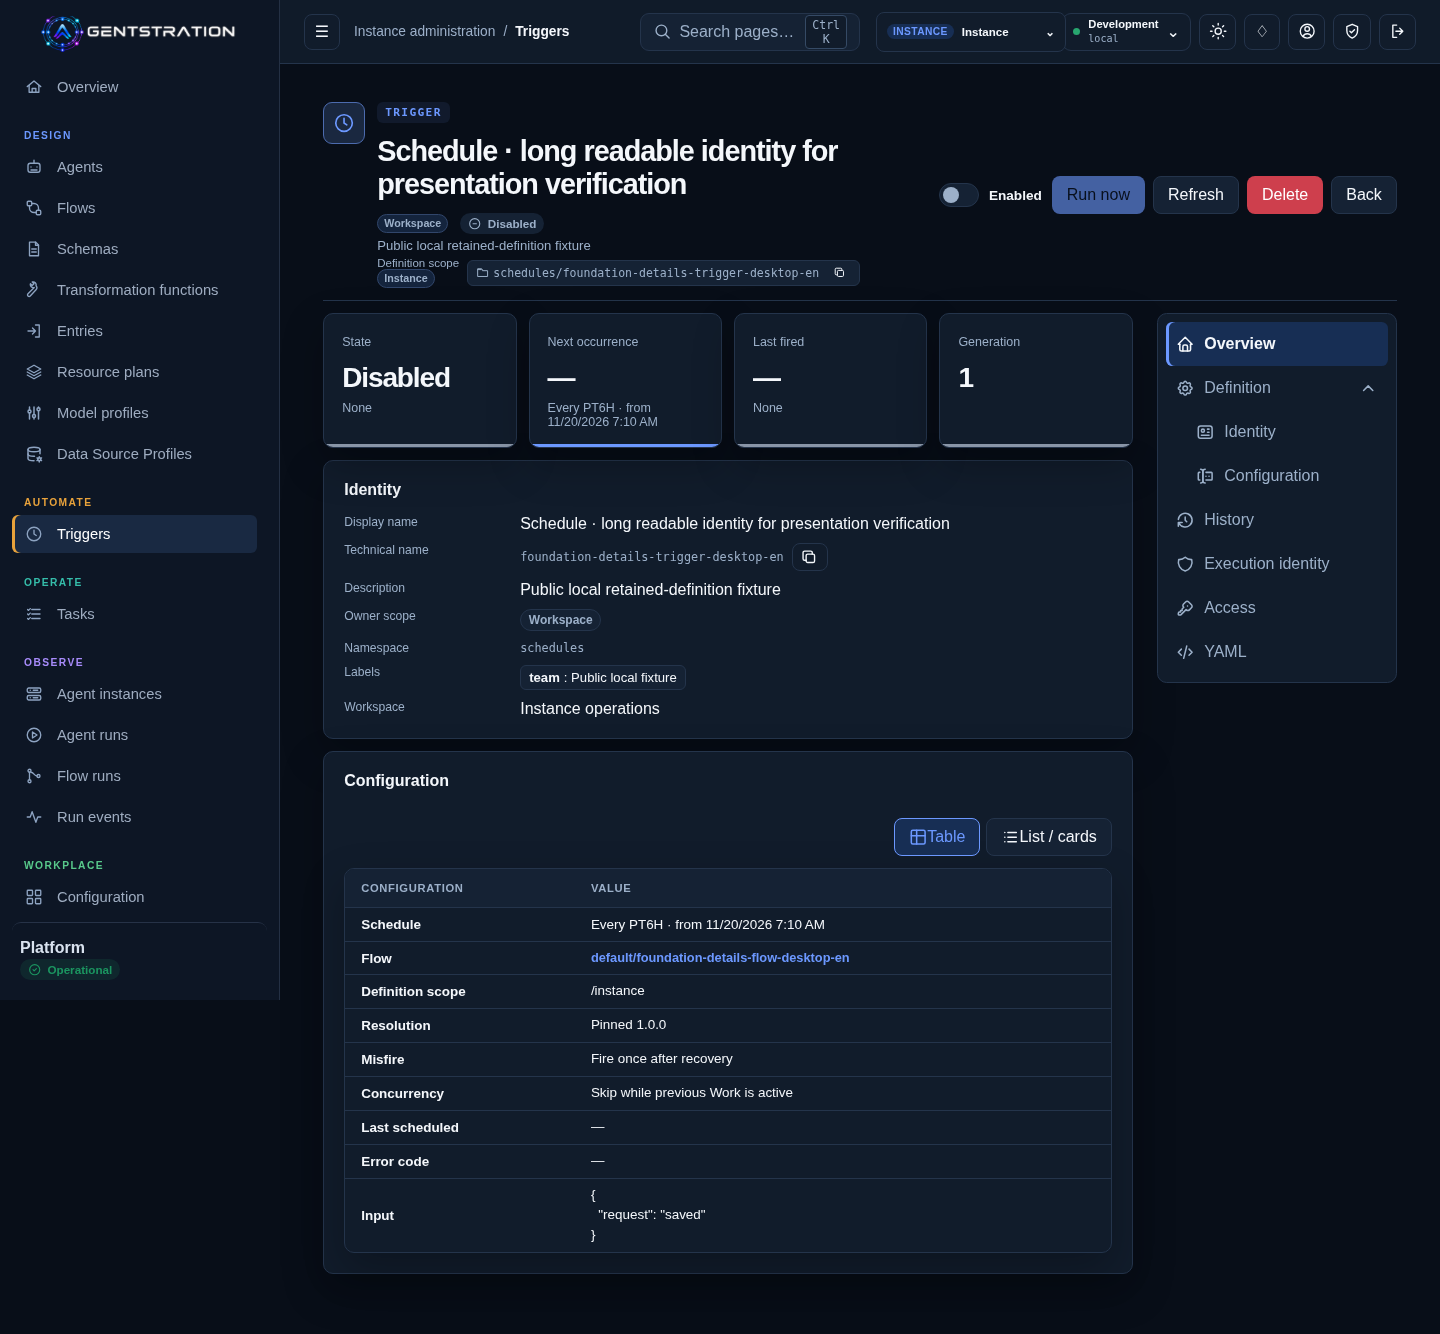 GENTSTRATION
Overview
DESIGN
Agents
Flows
Schemas
Transformation functions
Entries
Resource plans
Model profiles
Data Source Profiles
AUTOMATE
Triggers
OPERATE
Tasks
OBSERVE
Agent instances
Agent runs
Flow runs
Run events
WORKPLACE
Configuration
Platform
Operational
Instance administration / Triggers
Search pages…
Ctrl
K
INSTANCE Instance
Development
local
TRIGGER
Schedule · long readable identity for
presentation verification
Workspace Disabled
Public local retained-definition fixture
Definition scope
Instance
schedules/foundation-details-trigger-desktop-en
Enabled
Run now
Refresh
Delete
Back
State
Disabled
None
Next occurrence
—
Every PT6H · from
11/20/2026 7:10 AM
Last fired
—
None
Generation
1
Identity
Display name Schedule · long readable identity for presentation verification
Technical name foundation-details-trigger-desktop-en
Description Public local retained-definition fixture
Owner scope Workspace
Namespace schedules
Labels team : Public local fixture
Workspace Instance operations
Configuration
Table List / cards
CONFIGURATION VALUE
Schedule Every PT6H · from 11/20/2026 7:10 AM
Flow default/foundation-details-flow-desktop-en
Definition scope /instance
Resolution Pinned 1.0.0
Misfire Fire once after recovery
Concurrency Skip while previous Work is active
Last scheduled —
Error code —
Input {
"request": "saved"
}
Overview
Definition
Identity
Configuration
History
Execution identity
Access
YAML